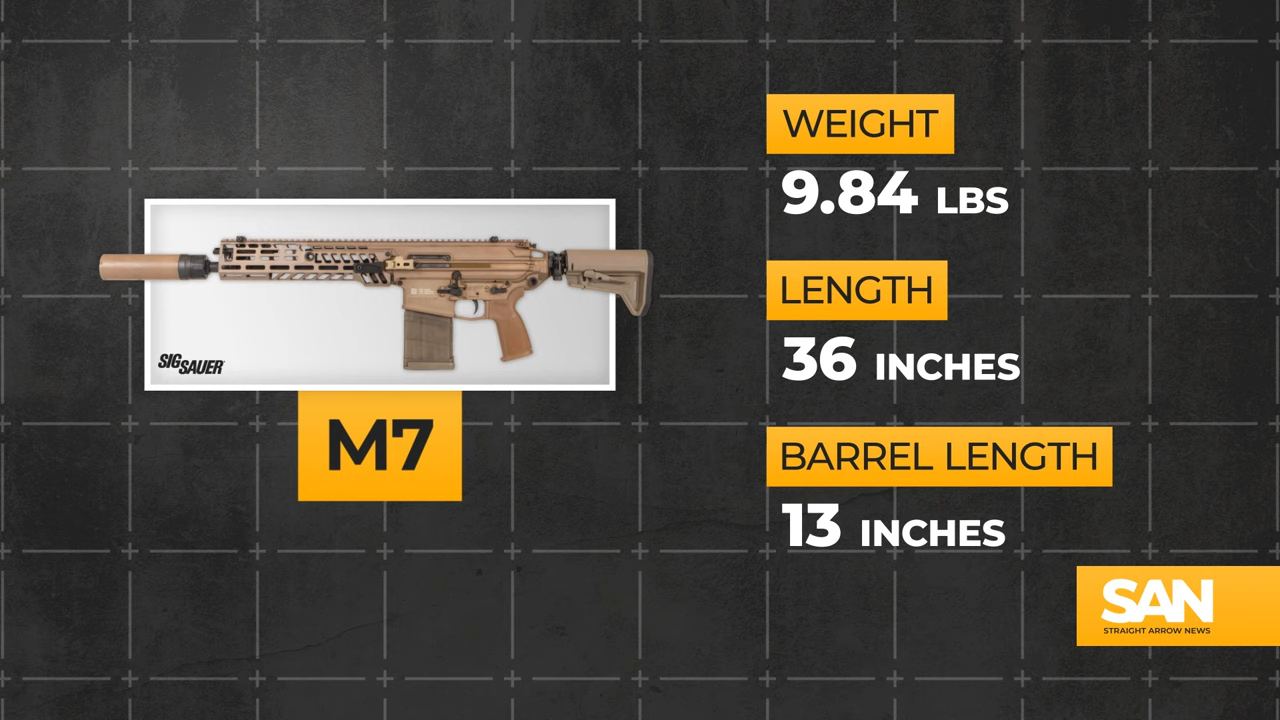 SIG SAUER
M7
WEIGHT
9.84 LBS
LENGTH
36 INCHES
BARREL LENGTH
13 INCHES
SAN
STRAIGHT ARROW NEWS